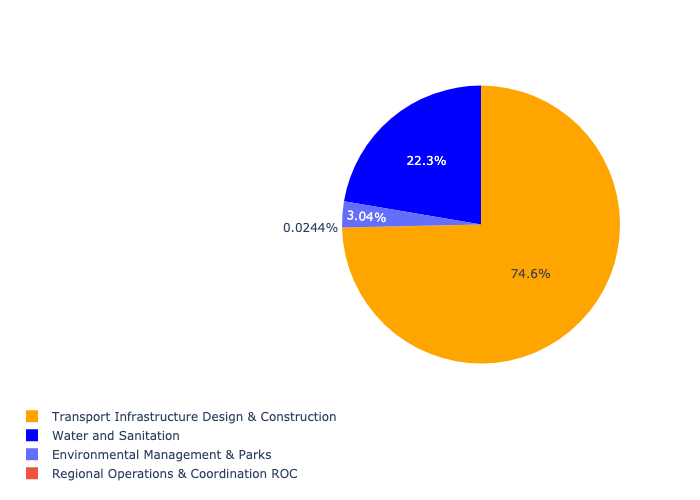 22.3%
3.04%
0.0244%
74.6%
Transport Infrastructure Design & Construction
Water and Sanitation
Environmental Management & Parks
Regional Operations & Coordination ROC